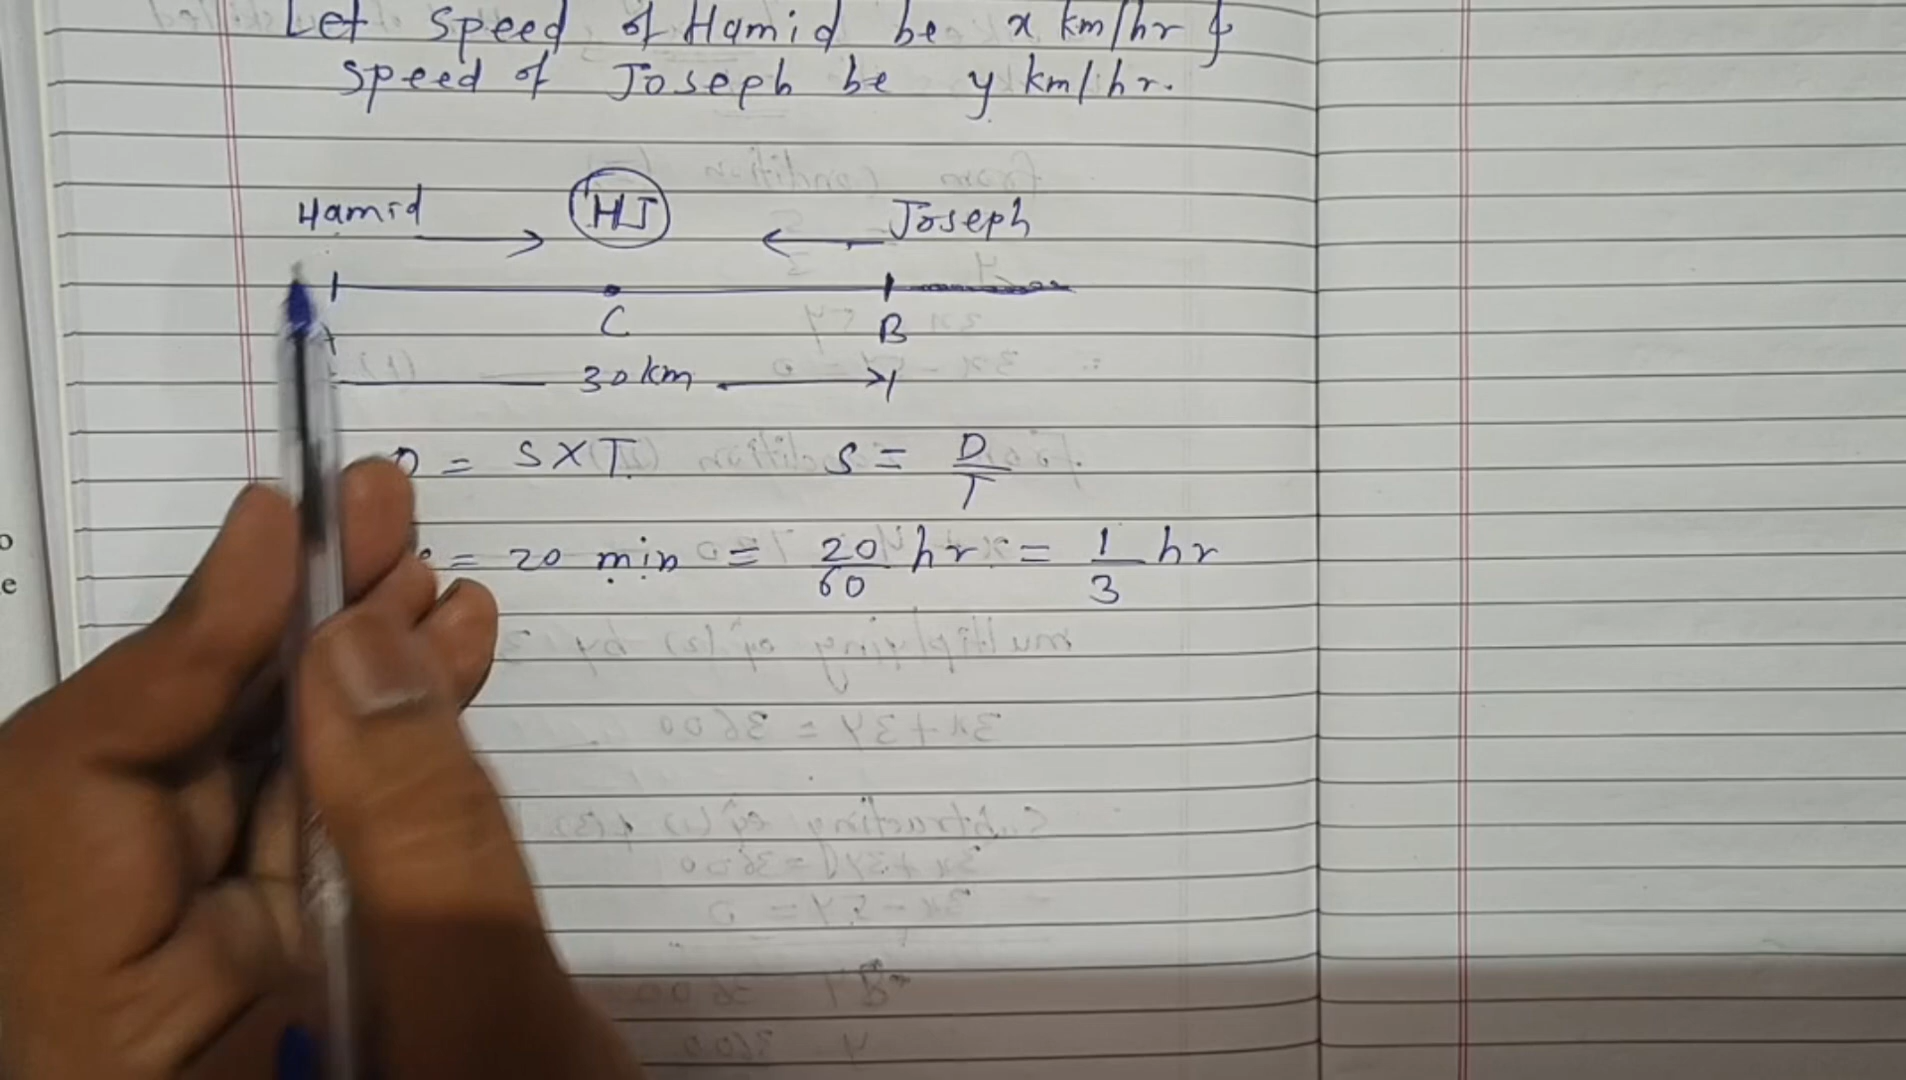 Let speed of Hamid be x km/hr &
speed of Joseph be y km/hr.
Hamid HJ Joseph
C B
30 km
D = S × T S = D/T
= 20 min = 20/60 hr = 1/3 hr